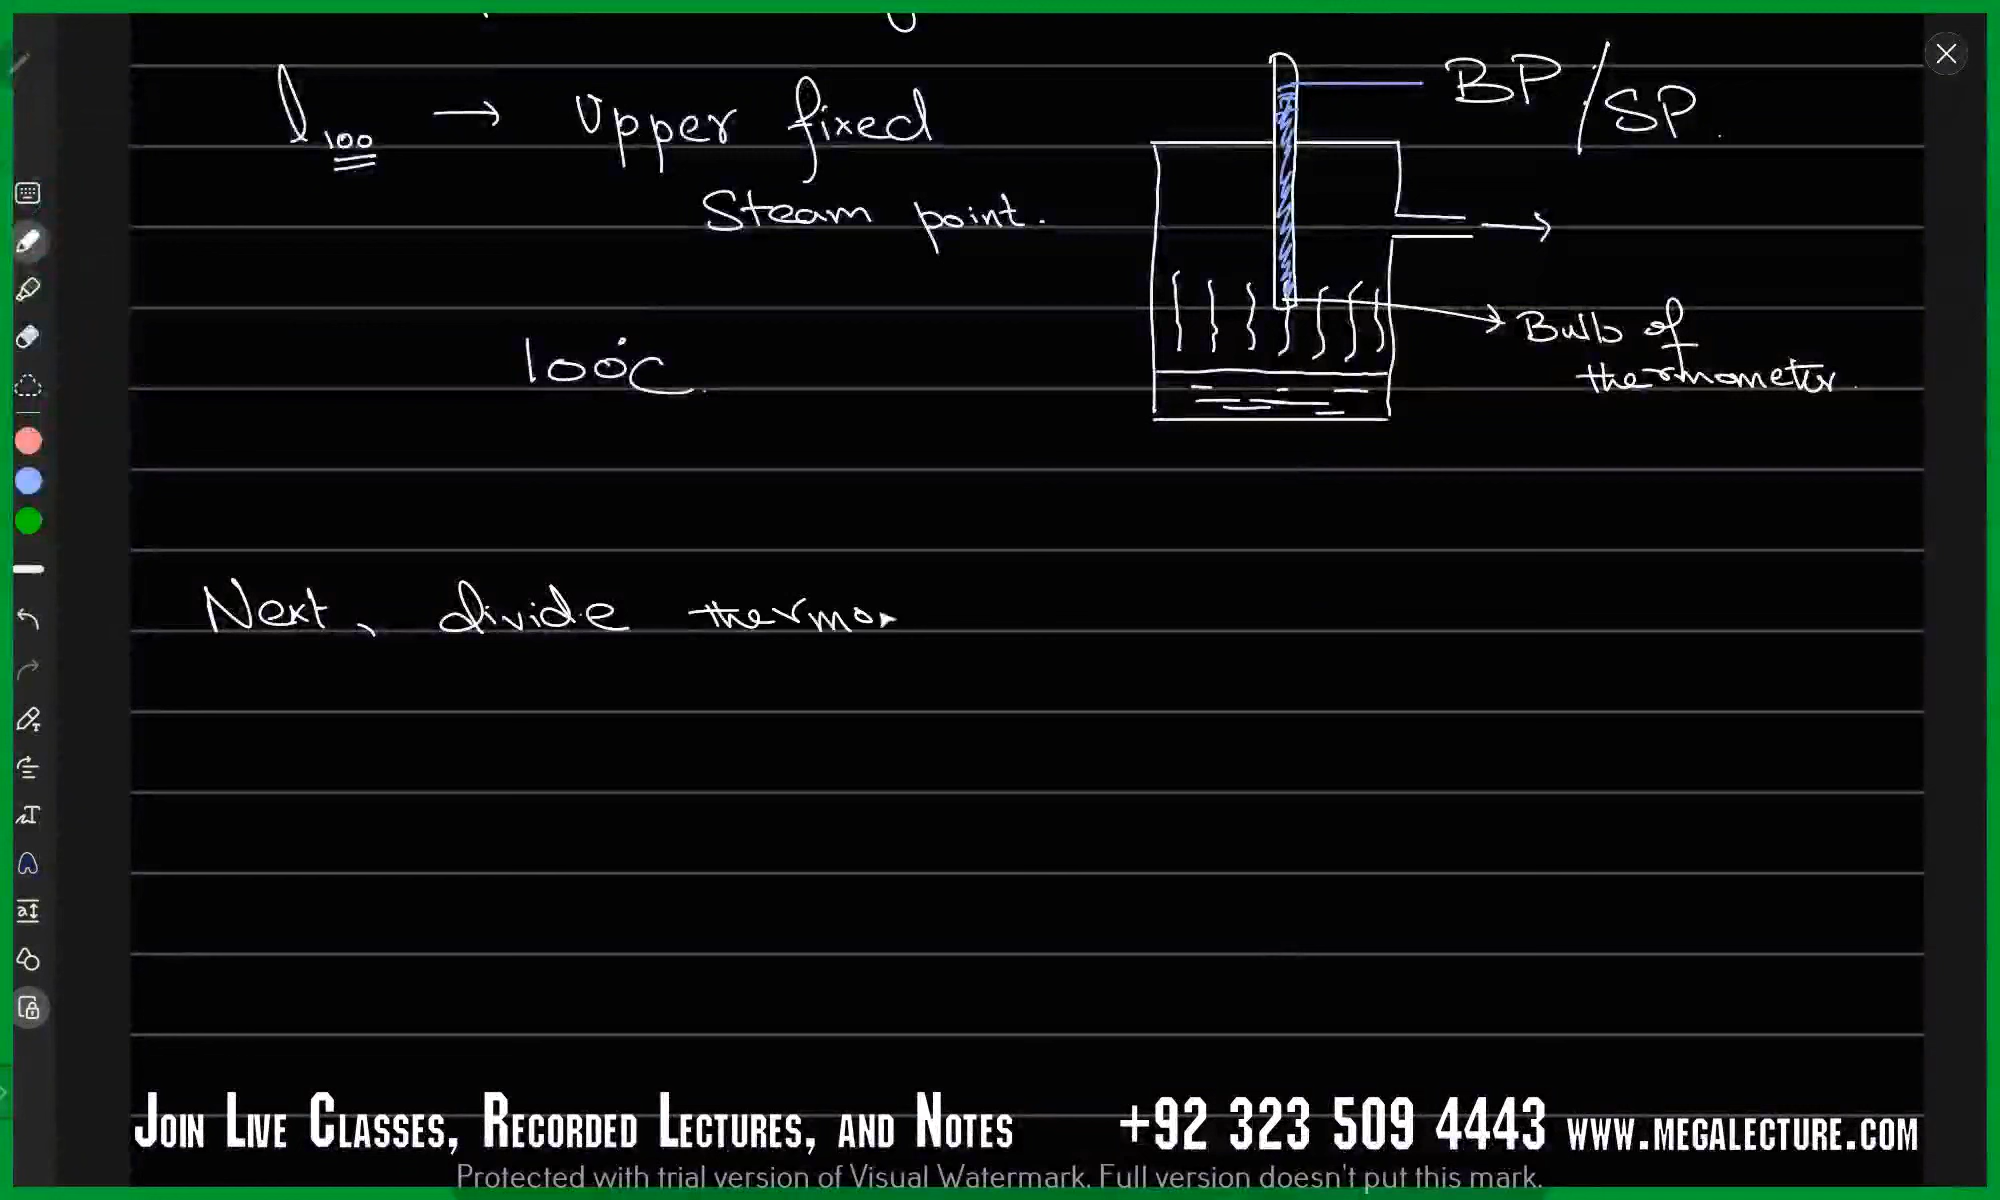 l100 → Upper fixed
Steam point.
BP/SP.
Bulb of
thermometer.
100°C.
Next, divide thermo
JOIN LIVE CLASSES, RECORDED LECTURES, AND NOTES +92 323 509 4443 WWW.MEGALECTURE.COM
Protected with trial version of Visual Watermark. Full version doesn't put this mark.